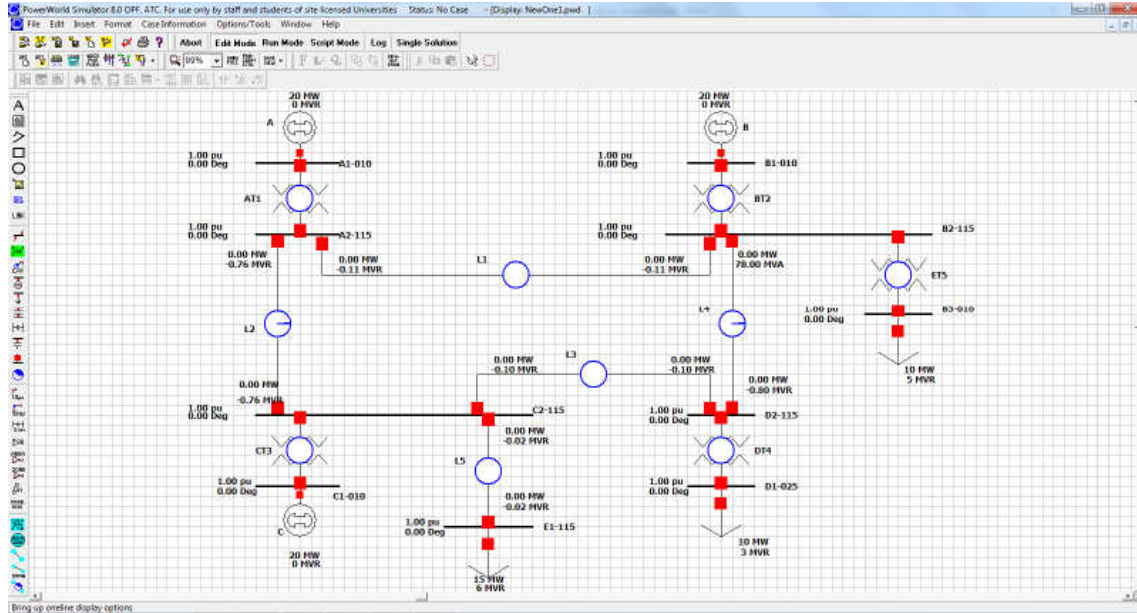 PowerWorld Simulator 8.0 OPF, ATC. For use only by staff and students of site licensed Universities Status: No Case - [Display: NewOne1.pwd ]
File Edit Insert Format Case Information Options/Tools Window Help
Abort Edit Mode Run Mode Script Mode Log Single Solution
99%
20 MW
0 MVR
A
1.00 pu
0.00 Deg
A1-010
AT1
1.00 pu
0.00 Deg
A2-115
0.00 MW
-0.76 MVR
0.00 MW
-0.11 MVR
L1
0.00 MW
-0.11 MVR
20 MW
0 MVR
B
1.00 pu
0.00 Deg
B1-010
BT2
1.00 pu
0.00 Deg
B2-115
0.00 MW
78.00 MVA
ET5
1.00 pu
0.00 Deg
B3-010
10 MW
5 MVR
L2
L4
L3
0.00 MW
-0.10 MVR
0.00 MW
-0.10 MVR
0.00 MW
-0.80 MVR
0.00 MW
-0.76 MVR
1.00 pu
0.00 Deg
C2-115
0.00 MW
-0.02 MVR
1.00 pu
0.00 Deg
D2-115
CT3
L5
DT4
1.00 pu
0.00 Deg
C1-010
C
20 MW
0 MVR
0.00 MW
-0.02 MVR
1.00 pu
0.00 Deg
E1-115
15 MW
6 MVR
1.00 pu
0.00 Deg
D1-025
10 MW
3 MVR
Bring up oneline display options